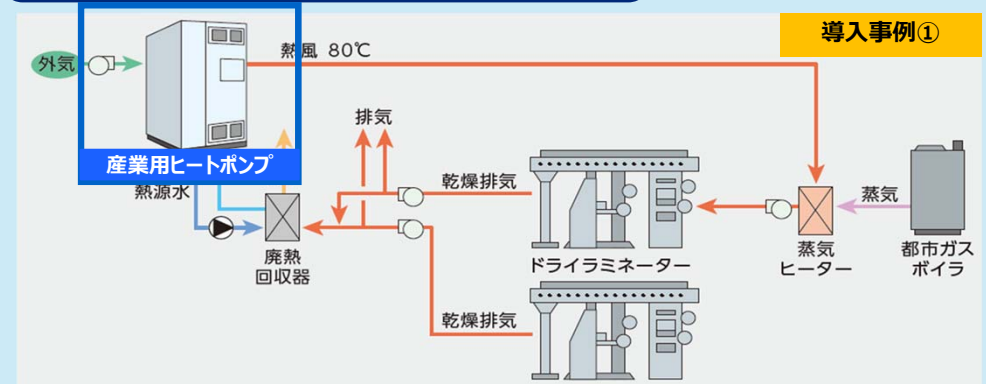 導入事例①
外気
熱風 80℃
産業用ヒートポンプ
熱源水
排気
乾燥排気
廃熱
回収器
ドライラミネーター
蒸気
蒸気
ヒーター
都市ガス
ボイラ
乾燥排気